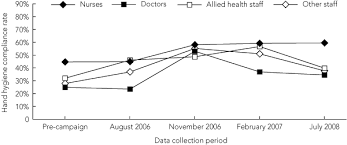 Nurses Doctors Allied health staff Other staff
90%
80%
70%
60%
50%
40%
30%
20%
10%
0
Hand hygiene compliance rate
Pre-campaign August 2006 November 2006 February 2007 July 2008
Data collection period